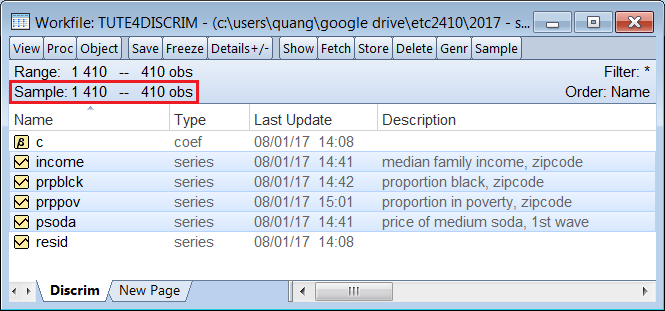 Workfile: TUTE4DISCRIM - (c:\users\quang\google drive\etc2410\2017 - s...
View Proc Object Save Freeze Details+/- Show Fetch Store Delete Genr Sample
Range: 1 410 -- 410 obs Filter: *
Sample: 1 410 -- 410 obs Order: Name
Name Type Last Update Description
β c coef 08/01/17 14:08
income series 08/01/17 14:41 median family income, zipcode
prpblck series 08/01/17 14:42 proportion black, zipcode
prppov series 08/01/17 15:01 proportion in poverty, zipcode
psoda series 08/01/17 14:41 price of medium soda, 1st wave
resid series 08/01/17 14:08
Discrim New Page